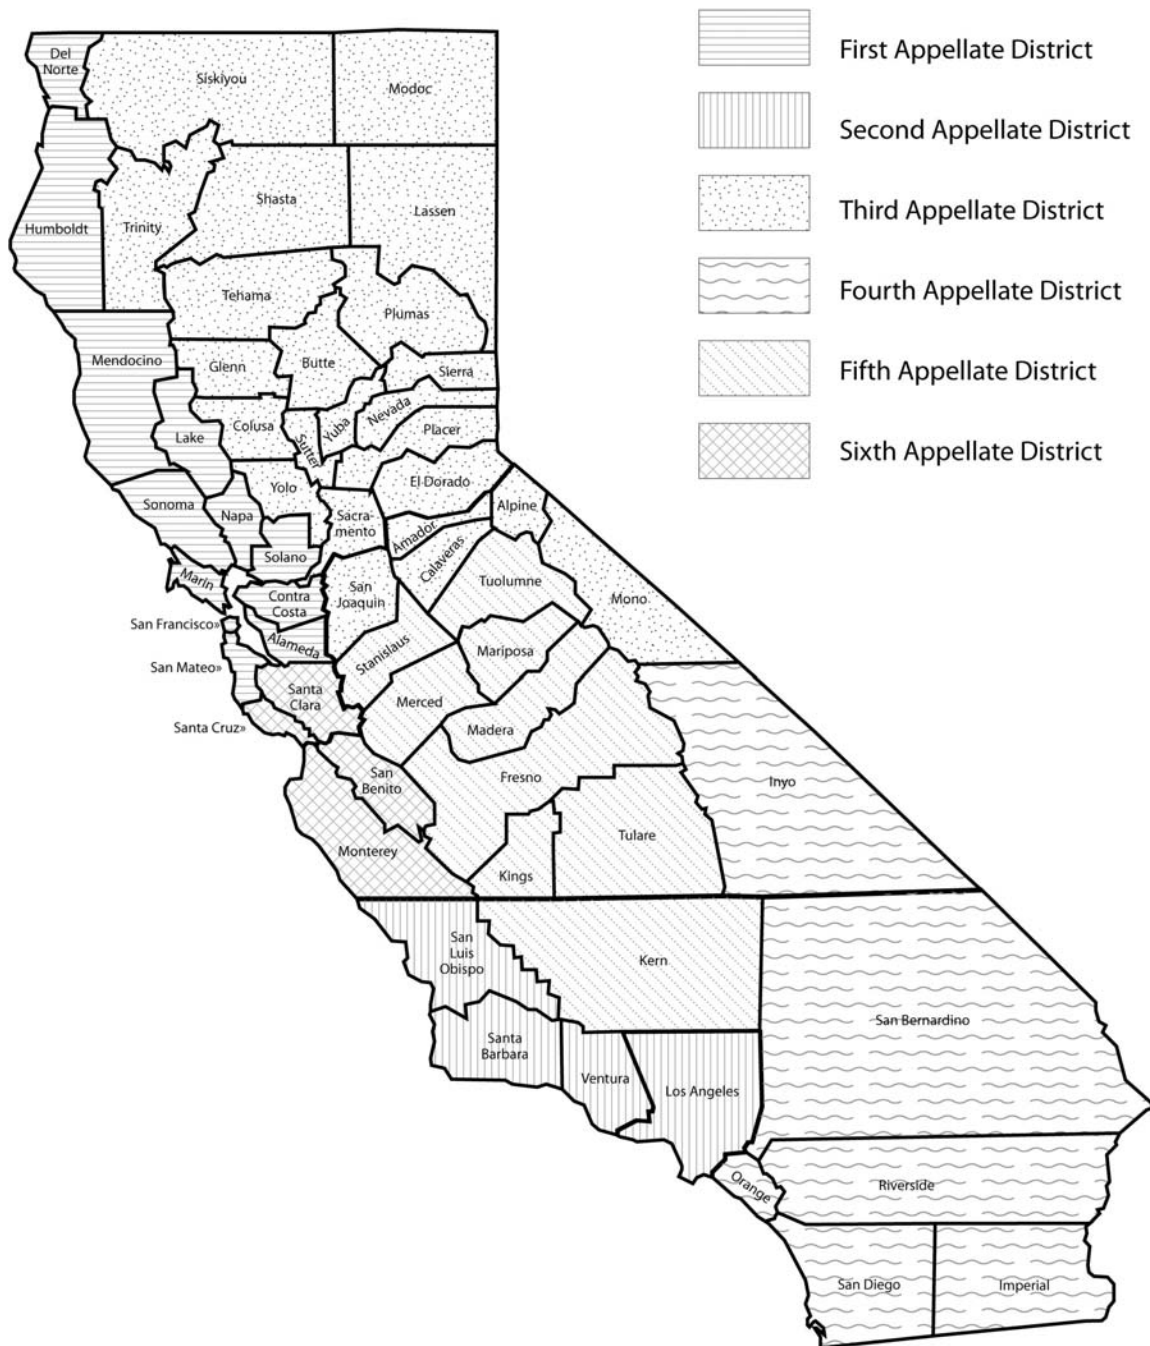 First Appellate District
Second Appellate District
Third Appellate District
Fourth Appellate District
Fifth Appellate District
Sixth Appellate District
Del
Norte
Siskiyou
Modoc
Humboldt
Trinity
Shasta
Lassen
Tehama
Plumas
Mendocino
Glenn
Butte
Sierra
Lake
Colusa
Sutter
Yuba
Nevada
Placer
Sonoma
Napa
Yolo
El Dorado
Sacra-
mento
Alpine
Amador
Solano
Calaveras
Marin
Contra
Costa
San
Joaquin
Tuolumne
Mono
San Francisco»
Alameda
Stanislaus
Mariposa
San Mateo»
Santa
Clara
Merced
Santa Cruz»
Madera
San
Benito
Fresno
Inyo
Monterey
Kings
Tulare
San
Luis
Obispo
Kern
San Bernardino
Santa
Barbara
Ventura
Los Angeles
Orange
Riverside
San Diego
Imperial